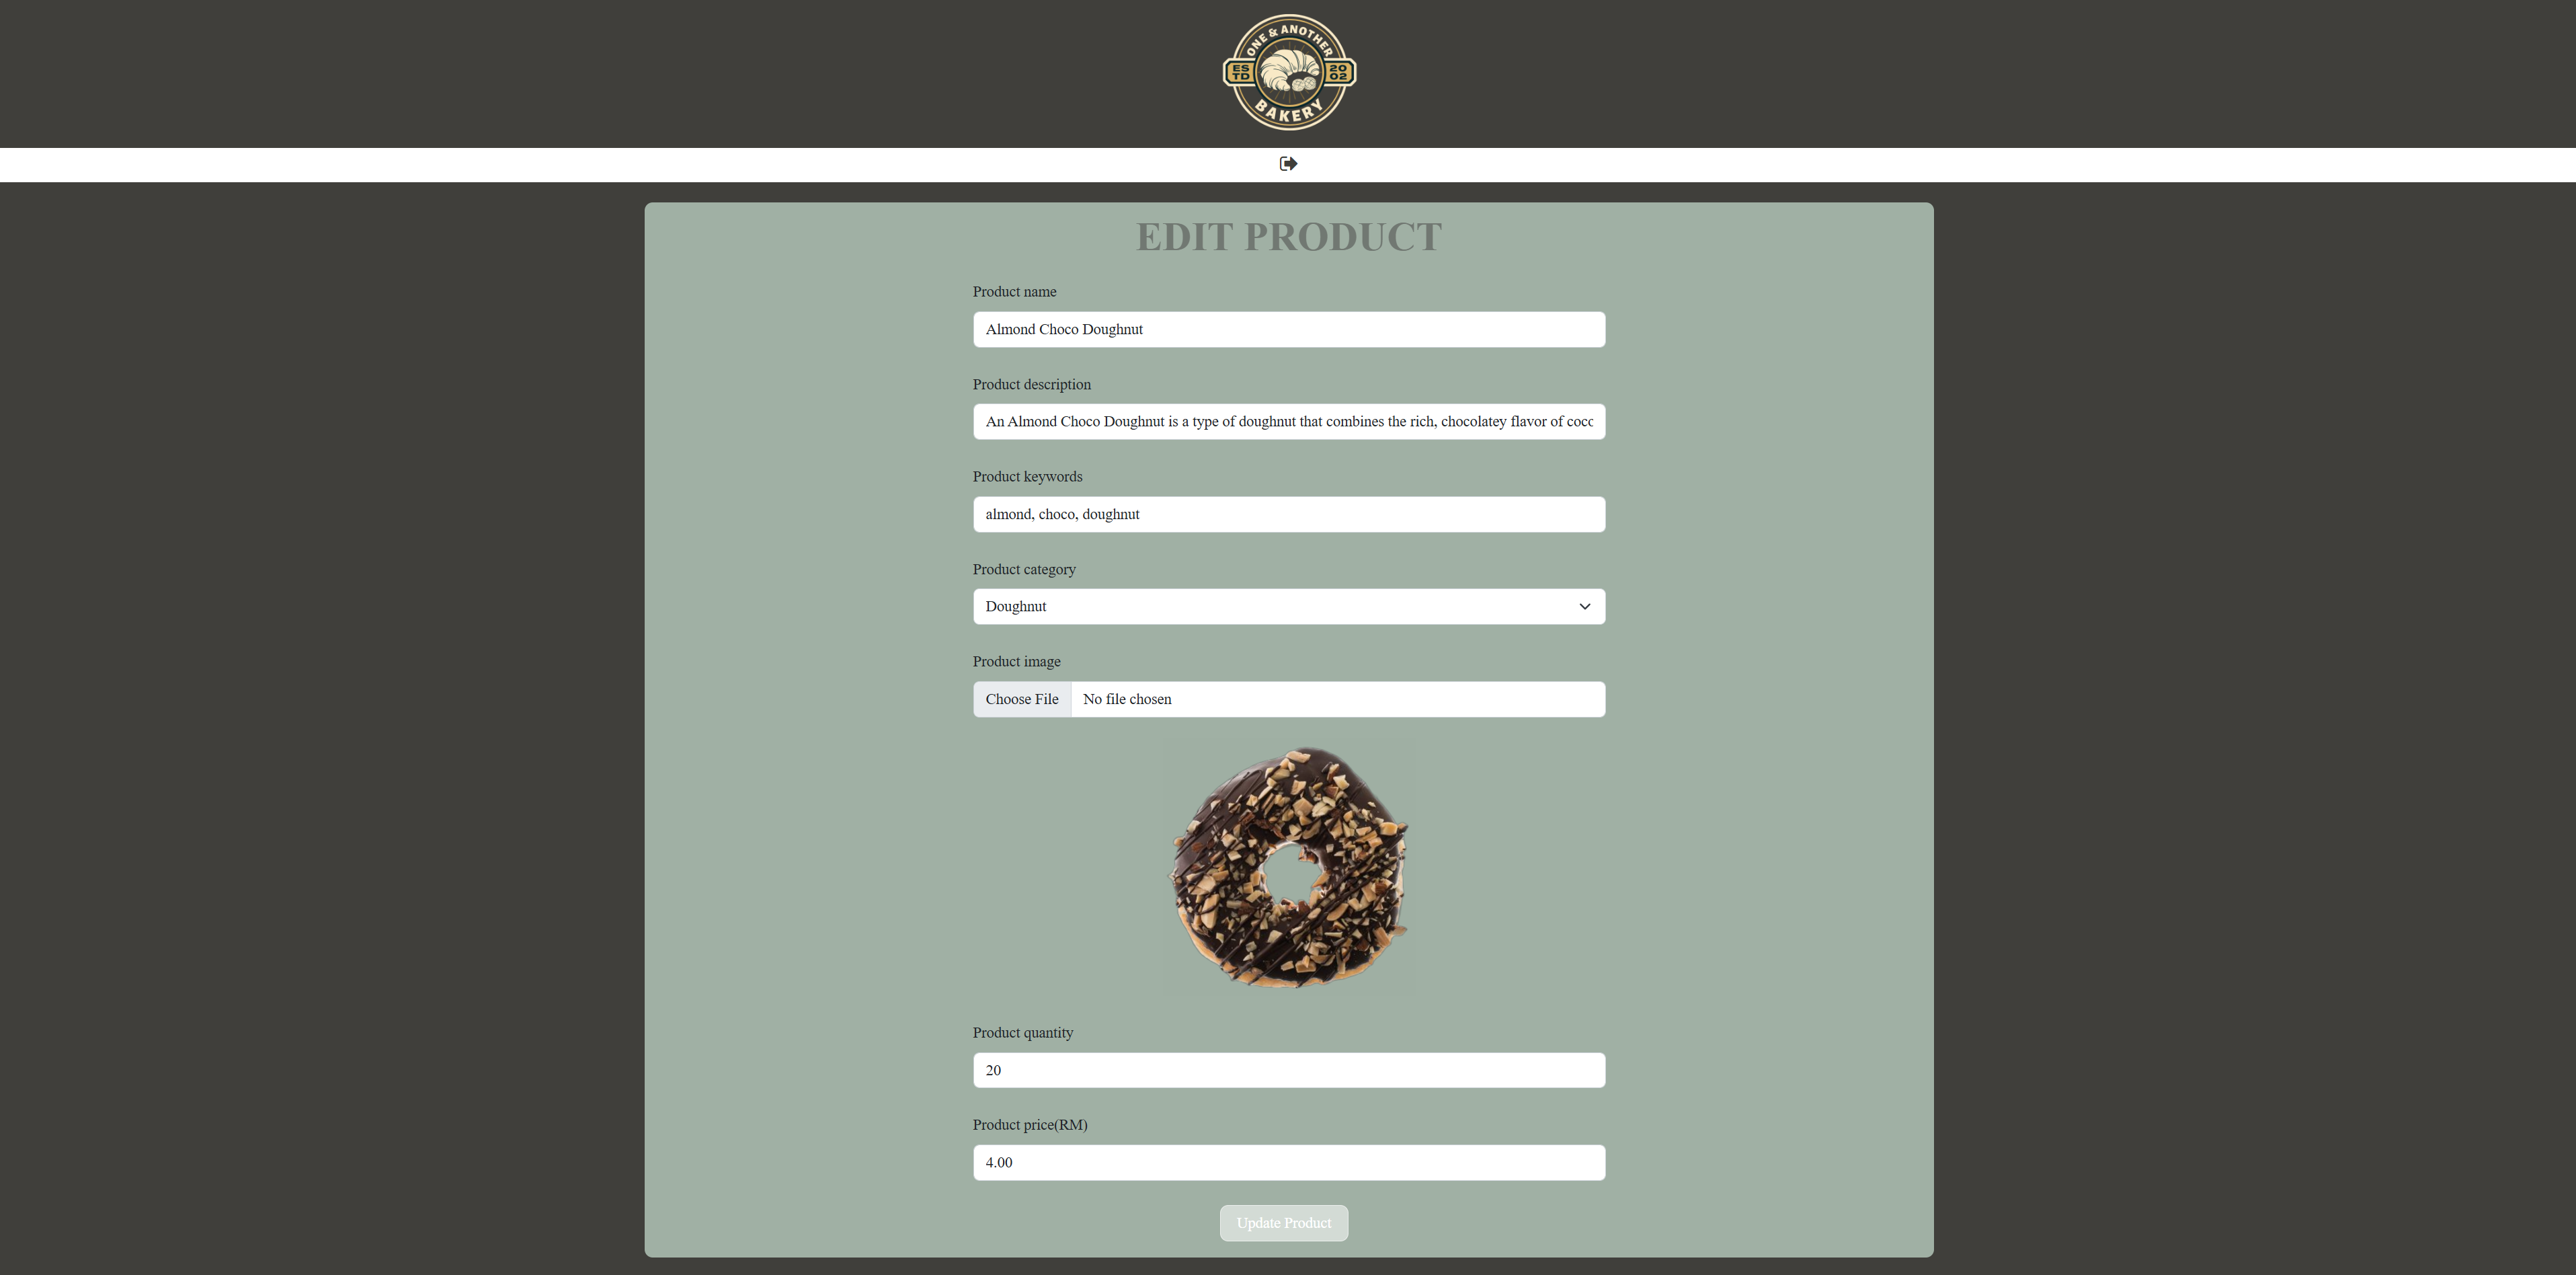 ONE & ANOTHER
ES TD
20 02
BAKERY
EDIT PRODUCT
Product name
Almond Choco Doughnut
Product description
An Almond Choco Doughnut is a type of doughnut that combines the rich, chocolatey flavor of coco
Product keywords
almond, choco, doughnut
Product category
Doughnut
Product image
Choose File No file chosen
Product quantity
20
Product price(RM)
4.00
Update Product